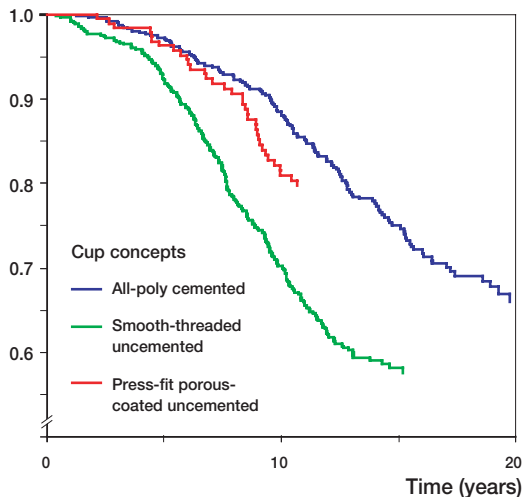 1.0
0.9
0.8
0.7
0.6
Cup concepts
All-poly cemented
Smooth-threaded
uncemented
Press-fit porous-
coated uncemented
0
10
20
Time (years)